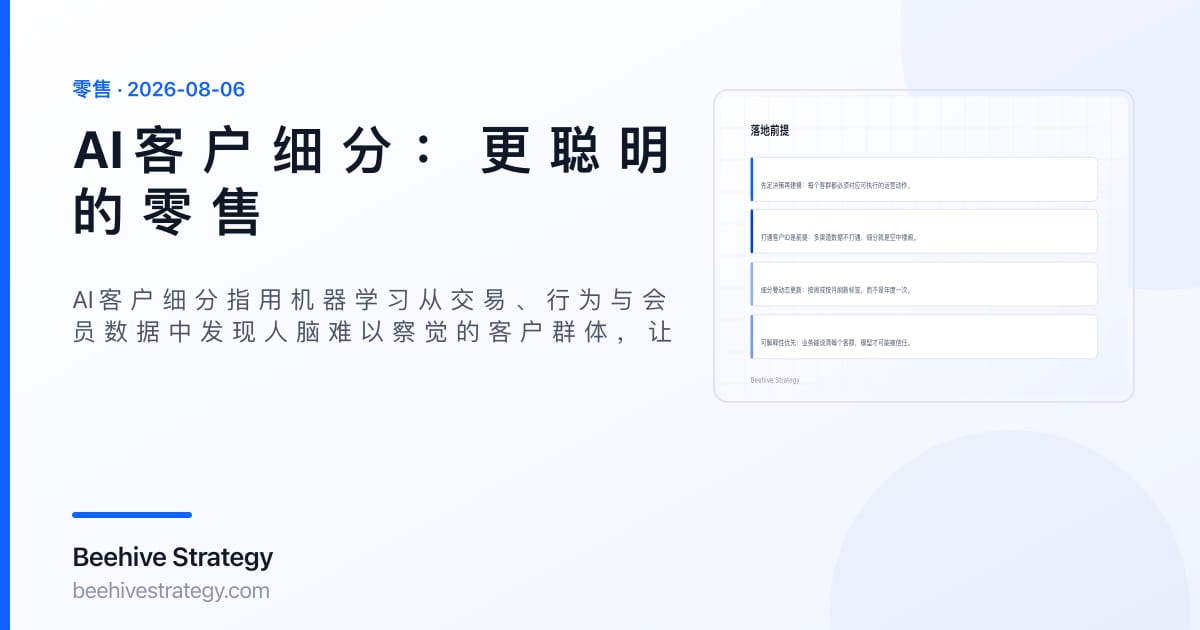 零售 · 2026-08-06
AI客户细分：更聪明
的零售
AI客户细分指用机器学习从交易、行为与会
员数据中发现人脑难以察觉的客户群体，让
落地前提
先定决策再建模：每个客群都必须对应可执行的运营动作。
打通客户ID是前提：多渠道数据不打通，细分就是空中楼阁。
细分要动态更新：按周或按月刷新标签，而不是年度一次。
可解释性优先：业务能说清每个客群，模型才可能被信任。
Beehive Strategy
Beehive Strategy
beehivestrategy.com